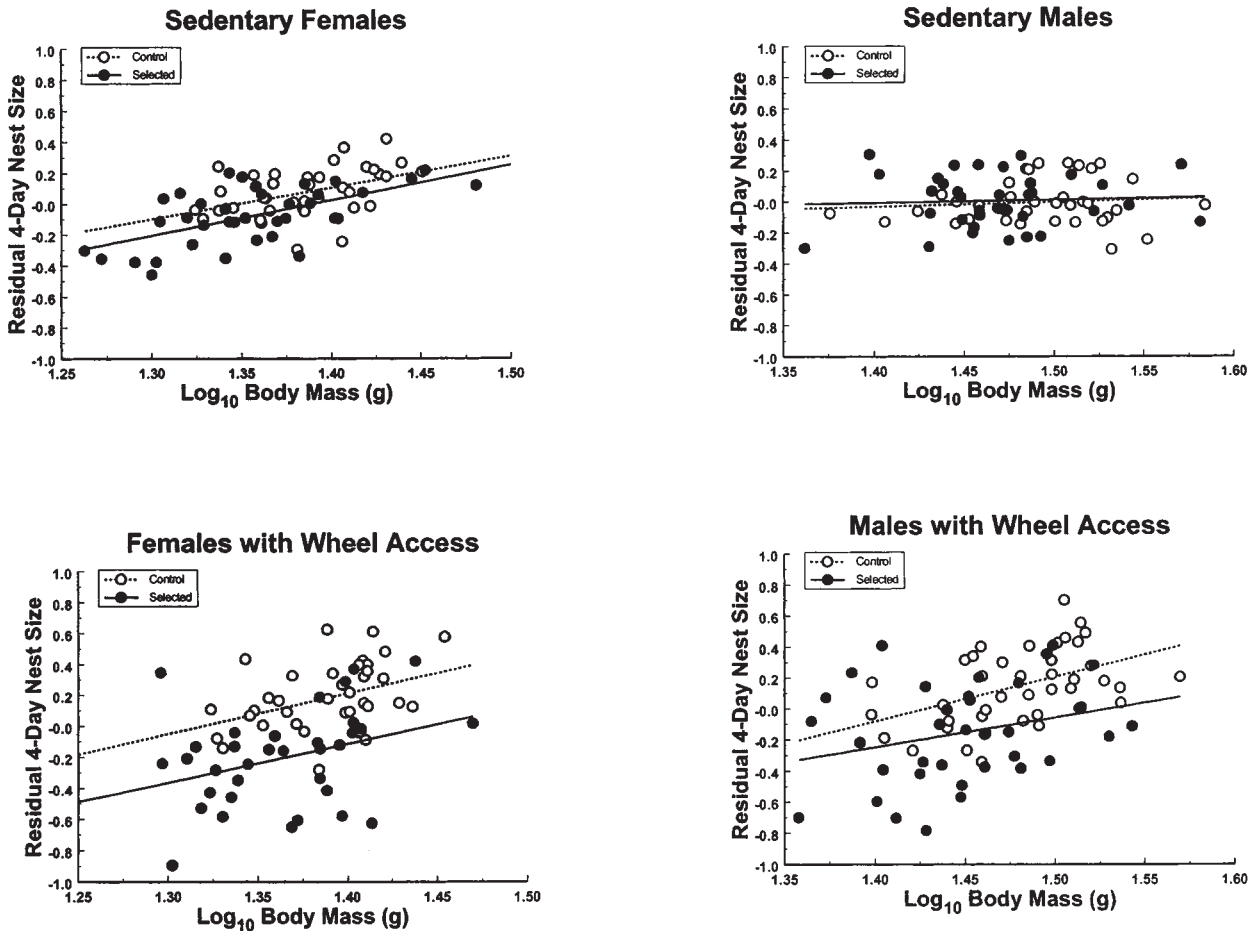 Sedentary Females
Residual 4-Day Nest Size
1.0
0.8
0.6
0.4
0.2
-0.0
-0.2
-0.4
-0.6
-0.8
-1.0
Control
Selected
1.25 1.30 1.35 1.40 1.45 1.50
Log10 Body Mass (g)
Sedentary Males
Residual 4-Day Nest Size
1.0
0.8
0.6
0.4
0.2
-0.0
-0.2
-0.4
-0.6
-0.8
-1.0
Control
Selected
1.35 1.40 1.45 1.50 1.55 1.60
Log10 Body Mass (g)
Females with Wheel Access
Residual 4-Day Nest Size
1.0
0.8
0.6
0.4
0.2
-0.0
-0.2
-0.4
-0.6
-0.8
-1.0
Control
Selected
1.25 1.30 1.35 1.40 1.45 1.50
Log10 Body Mass (g)
Males with Wheel Access
Residual 4-Day Nest Size
1.0
0.8
0.6
0.4
0.2
-0.0
-0.2
-0.4
-0.6
-0.8
-1.0
Control
Selected
1.35 1.40 1.45 1.50 1.55 1.60
Log10 Body Mass (g)